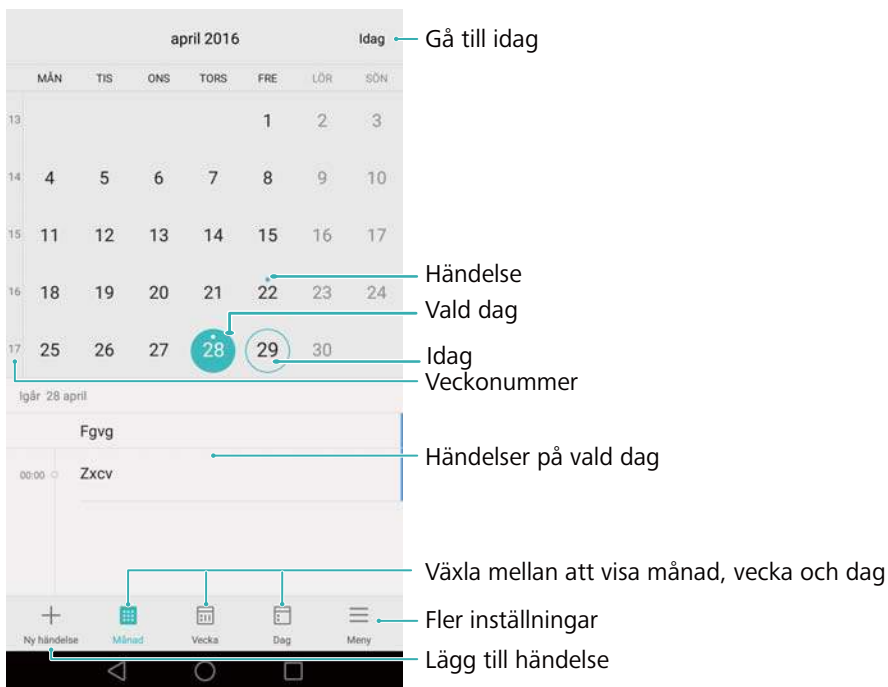 april 2016 Idag Gå till idag
MÅN TIS ONS TORS FRE LÖR SÖN
13 1 2 3
14 4 5 6 7 8 9 10
15 11 12 13 14 15 16 17
Händelse
16 18 19 20 21 22 23 24
Vald dag
17 25 26 27 28 29 30
Idag
Veckonummer
Igår 28 april
Fgvg
Händelser på vald dag
00:00 Zxcv
Växla mellan att visa månad, vecka och dag
Fler inställningar
Ny händelse Månad Vecka Dag Meny
Lägg till händelse